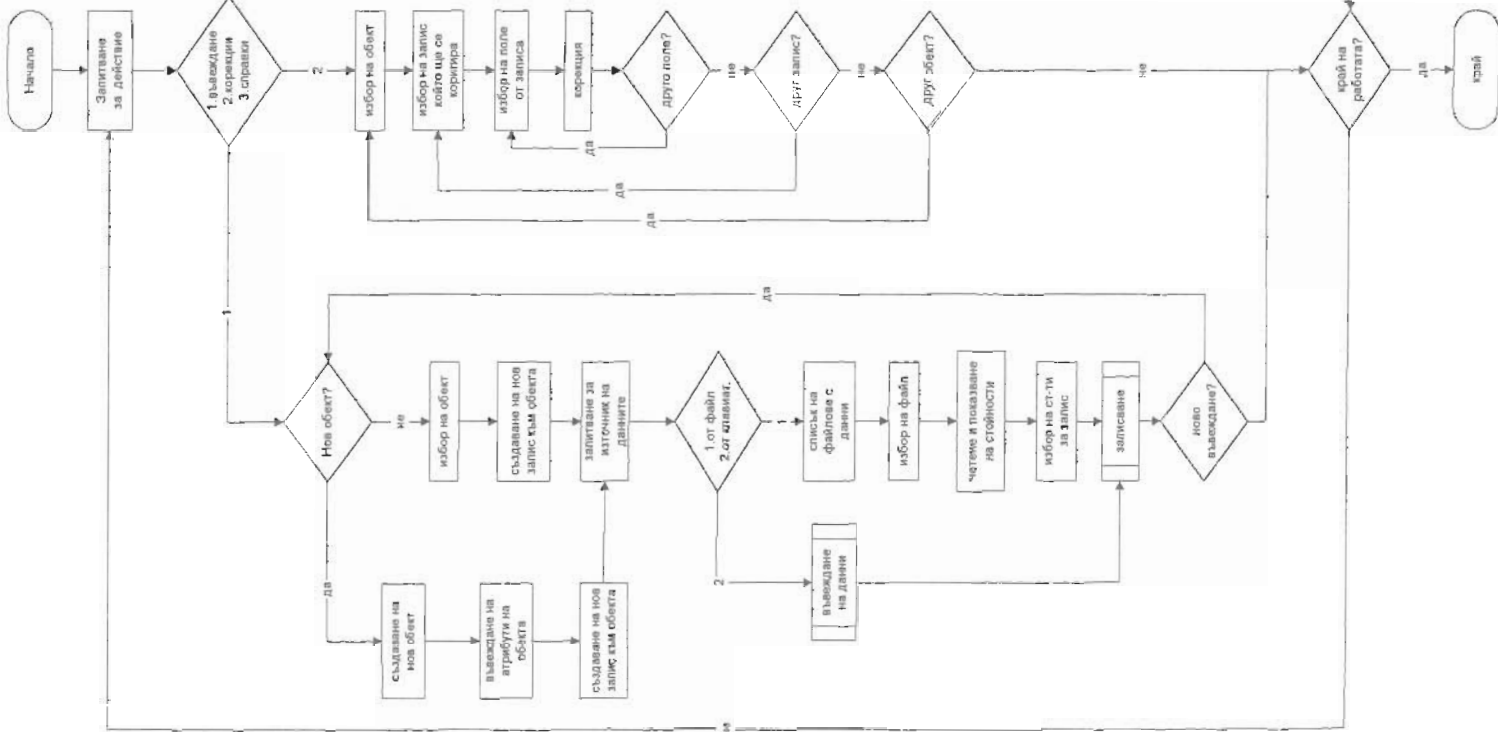 Начало
Запитване
за действие
1.въвеждане
2.корекции
3.справки
1
2
избор на обект
избор на запис
който ще се
коригира
избор на поле
от записа
корекция
друго поле?
да
не
друг запис?
да
не
друг обект?
да
не
Нов обект?
да
не
създаване на
нов обект
въвеждане на
атрибути на
обекта
създаване на нов
запис към обекта
избор на обект
създаване на нов
запис към обекта
запитване за
източник на
данните
1.от файл
2.от клавиат.
1
2
списък на
файлове с
данни
избор на файл
четене и показване
на стойности
избор на ст-ти
за запис
въвеждане
на данни
записване
ново
въвеждане?
да
край на
работата?
не
да
край